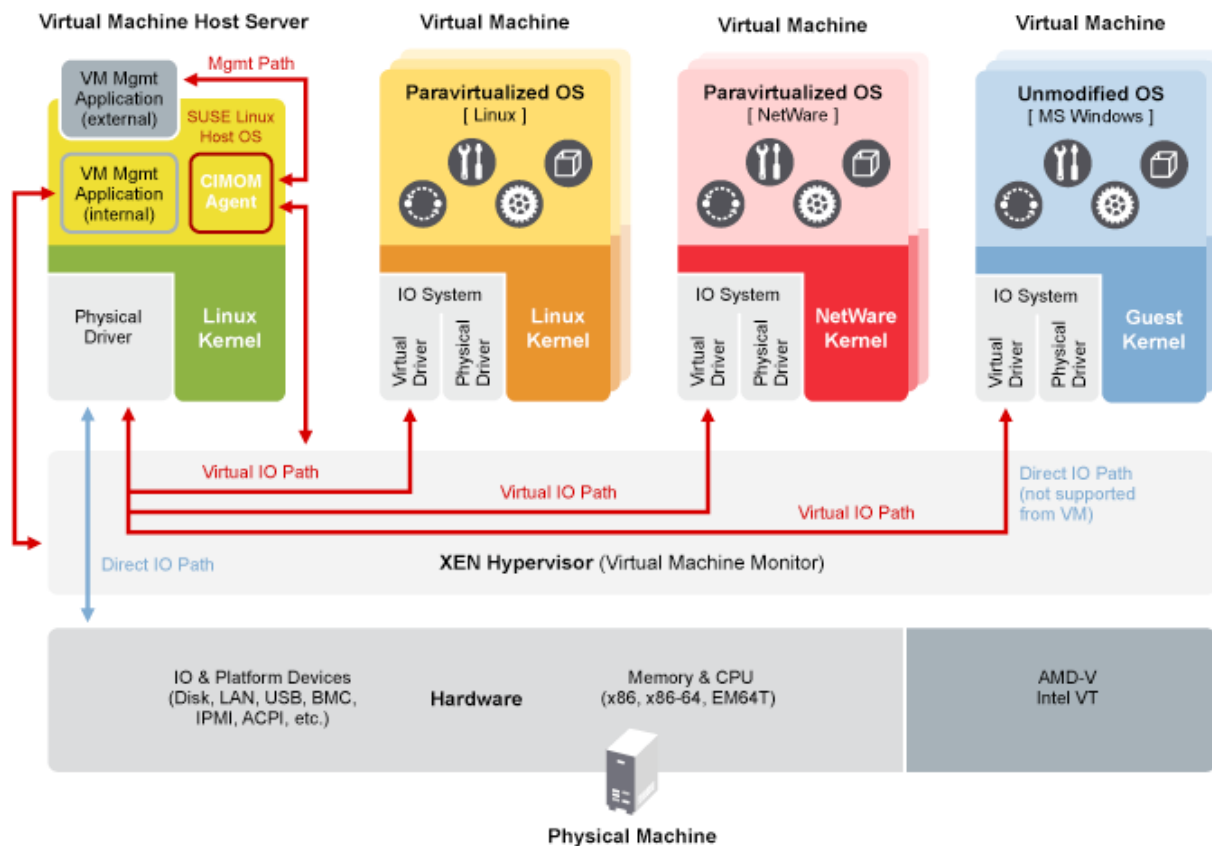 Virtual Machine Host Server
Virtual Machine
Virtual Machine
Virtual Machine
Mgmt Path
VM Mgmt
Application
(external)
SUSE Linux
Host OS
VM Mgmt
Application
(internal)
CIMOM
Agent
Physical
Driver
Linux
Kernel
Paravirtualized OS
[ Linux ]
IO System
Virtual
Driver
Physical
Driver
Linux
Kernel
Paravirtualized OS
[ NetWare ]
IO System
Virtual
Driver
Physical
Driver
NetWare
Kernel
Unmodified OS
[ MS Windows ]
IO System
Virtual
Driver
Physical
Driver
Guest
Kernel
Virtual IO Path
Virtual IO Path
Virtual IO Path
Direct IO Path
(not supported
from VM)
Direct IO Path
XEN Hypervisor (Virtual Machine Monitor)
IO & Platform Devices
(Disk, LAN, USB, BMC,
IPMI, ACPI, etc.)
Hardware
Memory & CPU
(x86, x86-64, EM64T)
AMD-V
Intel VT
Physical Machine